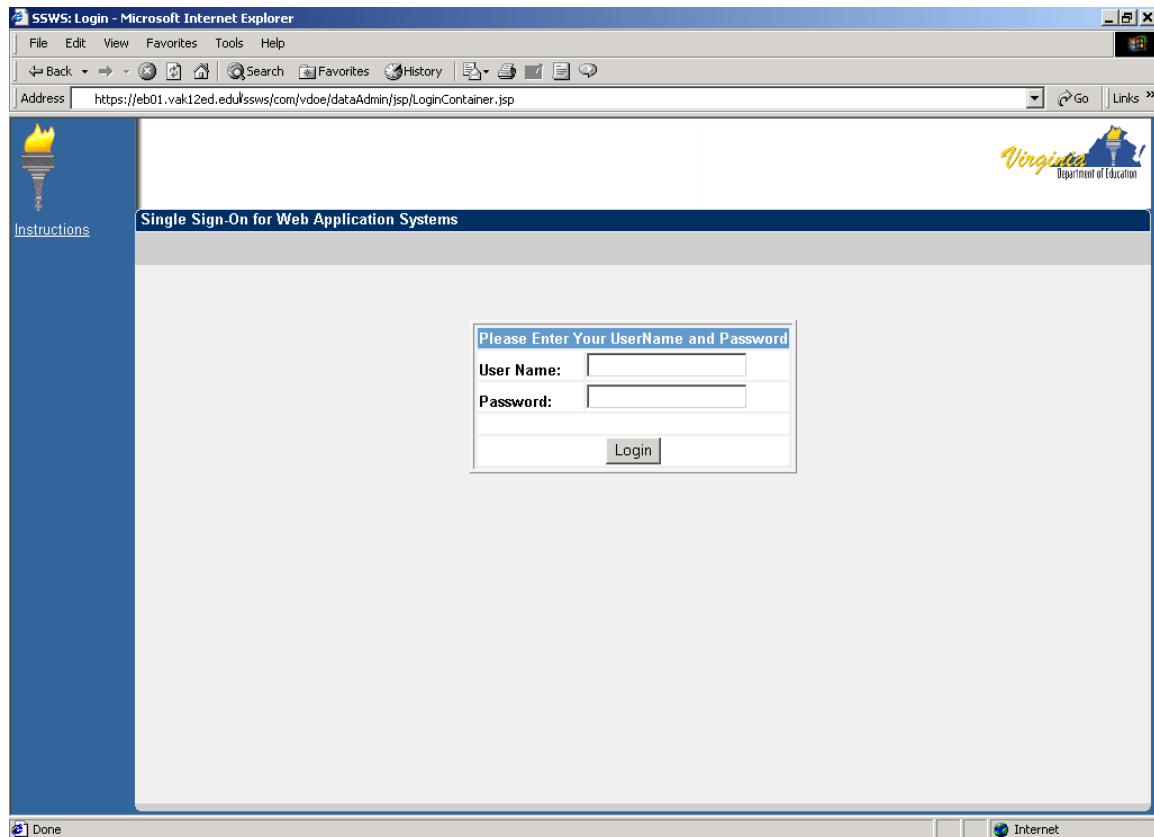 SSWS: Login - Microsoft Internet Explorer
File Edit View Favorites Tools Help
Back Search Favorites History
Address https://eb01.vak12ed.edu/ssws/com/vdoe/dataAdmin/jsp/LoginContainer.jsp Go Links »
Virginia
Department of Education
Instructions
Single Sign-On for Web Application Systems
Please Enter Your UserName and Password
User Name:
Password:
Login
Done Internet